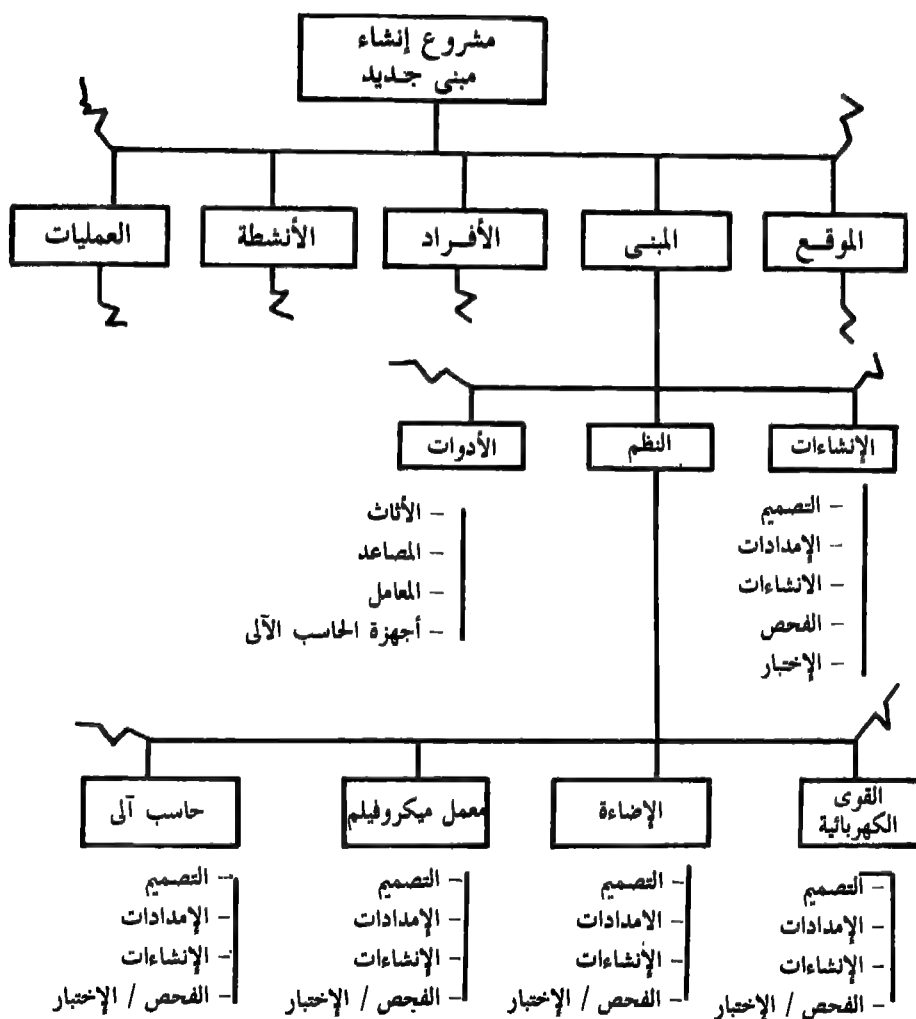 مشروع إنشاء
مبنى جديد
الموقع
المبنى
الأفراد
الأنشطة
العمليات
الإنشاءات
النظم
الأدوات
– التصميم
– الإمدادات
– الانشاءات
– الفحص
– الإختبار
– الأثاث
– المصاعد
– المعامل
– أجهزة الحاسب الآلى
القوى
الكهربائية
الإضاءة
معمل ميكروفيلم
حاسب آلى
– التصميم
– الإمدادات
– الإنشاءات
– الفحص / الإختبار
– التصميم
– الامدادات
– الإنشاءات
– الفحص / الإختبار
– التصميم
– الإمدادات
– الإنشاءات
– الفحص / الإختبار
– التصميم
– الإمدادات
– الإنشاءات
– الفحص / الإختبار